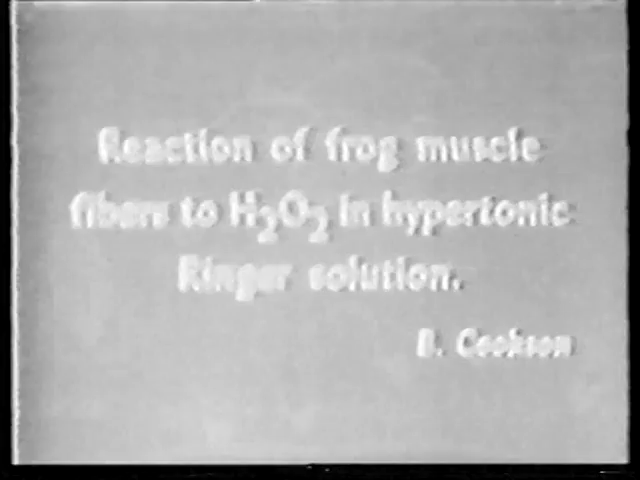 Reaction of frog muscle
fibers to H₂O₂ in hypertonic
Ringer solution.
B. Cookson